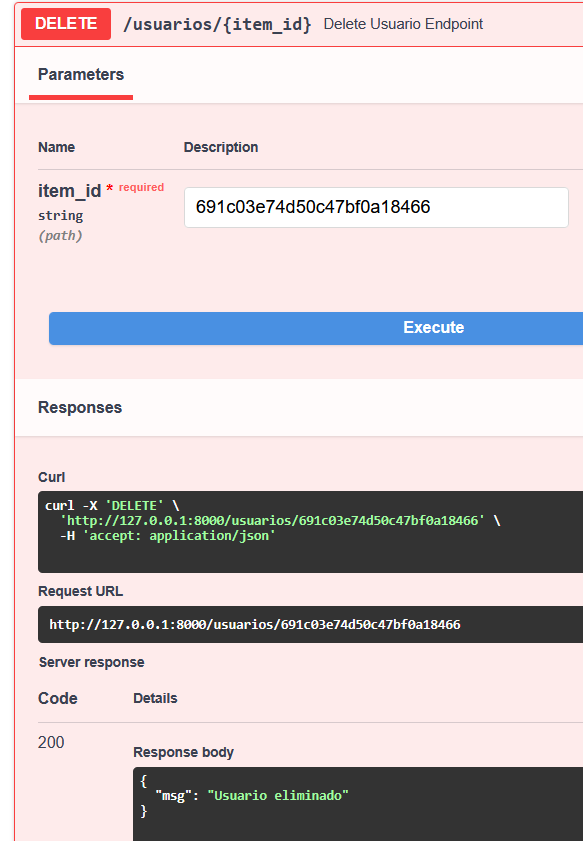 DELETE /usuarios/{item_id} Delete Usuario Endpoint
Parameters
Name Description
item_id * required
string
(path)
691c03e74d50c47bf0a18466
Execute
Responses
Curl
curl -X 'DELETE' \
'http://127.0.0.1:8000/usuarios/691c03e74d50c47bf0a18466' \
-H 'accept: application/json'
Request URL
http://127.0.0.1:8000/usuarios/691c03e74d50c47bf0a18466
Server response
Code Details
200
Response body
{
"msg": "Usuario eliminado"
}